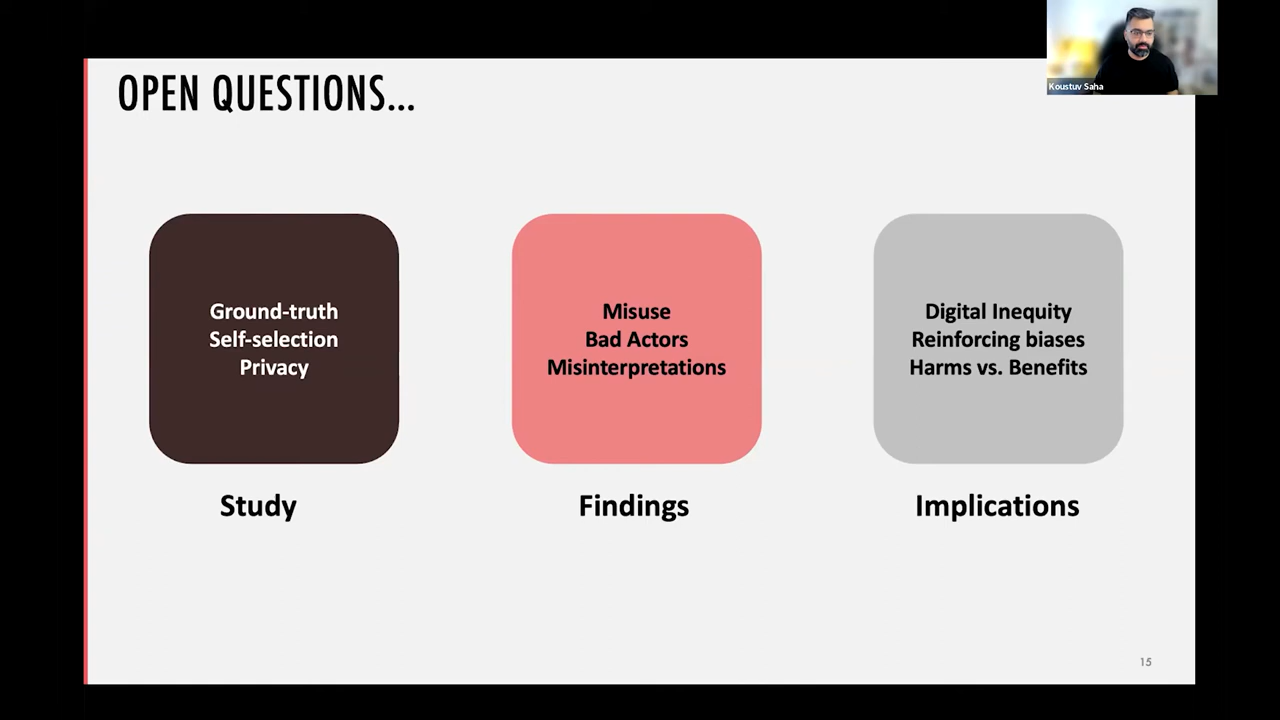 OPEN QUESTIONS...
Koustuv Saha
Ground-truth
Self-selection
Privacy
Study
Misuse
Bad Actors
Misinterpretations
Findings
Digital Inequity
Reinforcing biases
Harms vs. Benefits
Implications
15